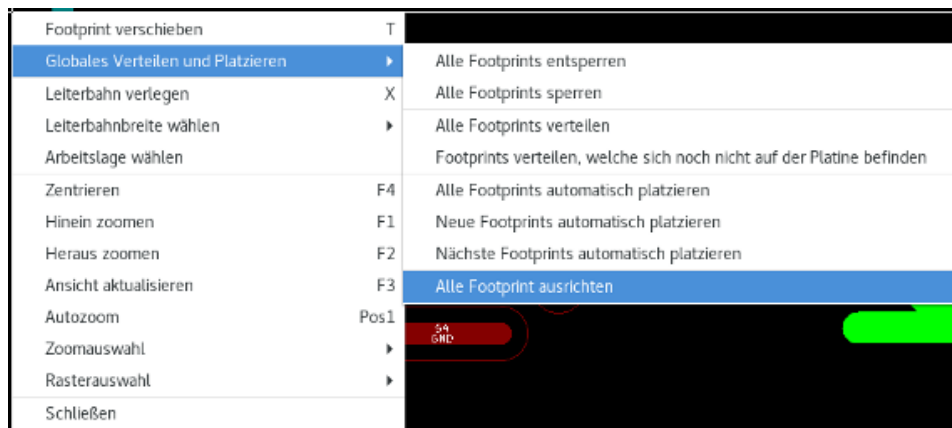 Footprint verschieben T
Globales Verteilen und Platzieren
Leiterbahn verlegen X
Leiterbahnbreite wählen
Arbeitslage wählen
Zentrieren F4
Hinein zoomen F1
Heraus zoomen F2
Ansicht aktualisieren F3
Autozoom Pos1
Zoomauswahl
Rasterauswahl
Schließen
Alle Footprints entsperren
Alle Footprints sperren
Alle Footprints verteilen
Footprints verteilen, welche sich noch nicht auf der Platine befinden
Alle Footprints automatisch platzieren
Neue Footprints automatisch platzieren
Nächste Footprints automatisch platzieren
Alle Footprint ausrichten
S4
GND